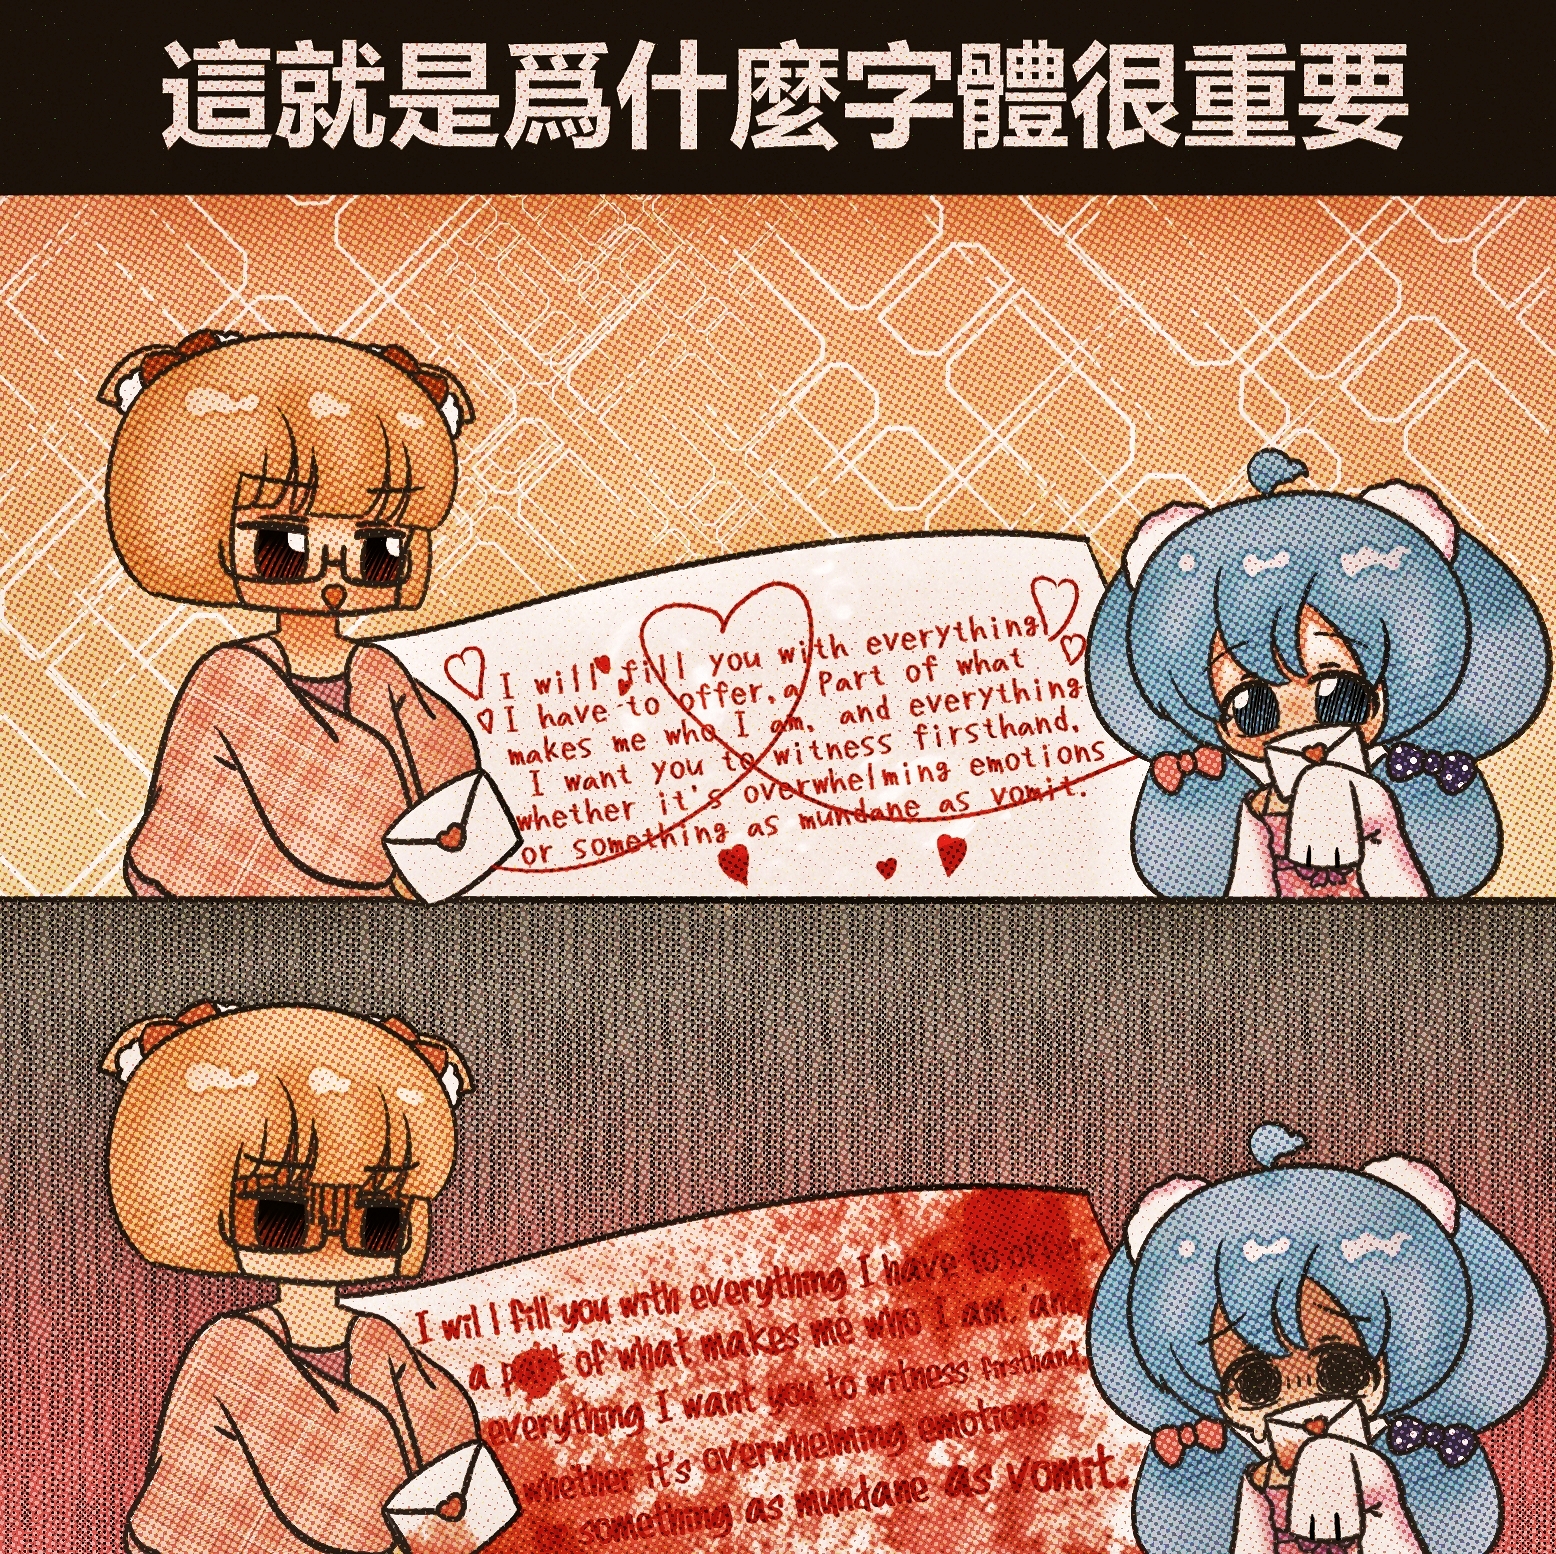 這就是爲什麼字體很重要
I will fill you with everything
I have to offer, a Part of what
makes me who I am, and everything
I want you to witness firsthand,
whether it's overwhelming emotions
or something as mundane as vomit.
I will fill you with everything I have to offer
a part of what makes me who I am, and
everything I want you to witness firsthand,
whether it's overwhelming emotions
or something as mundane as vomit.